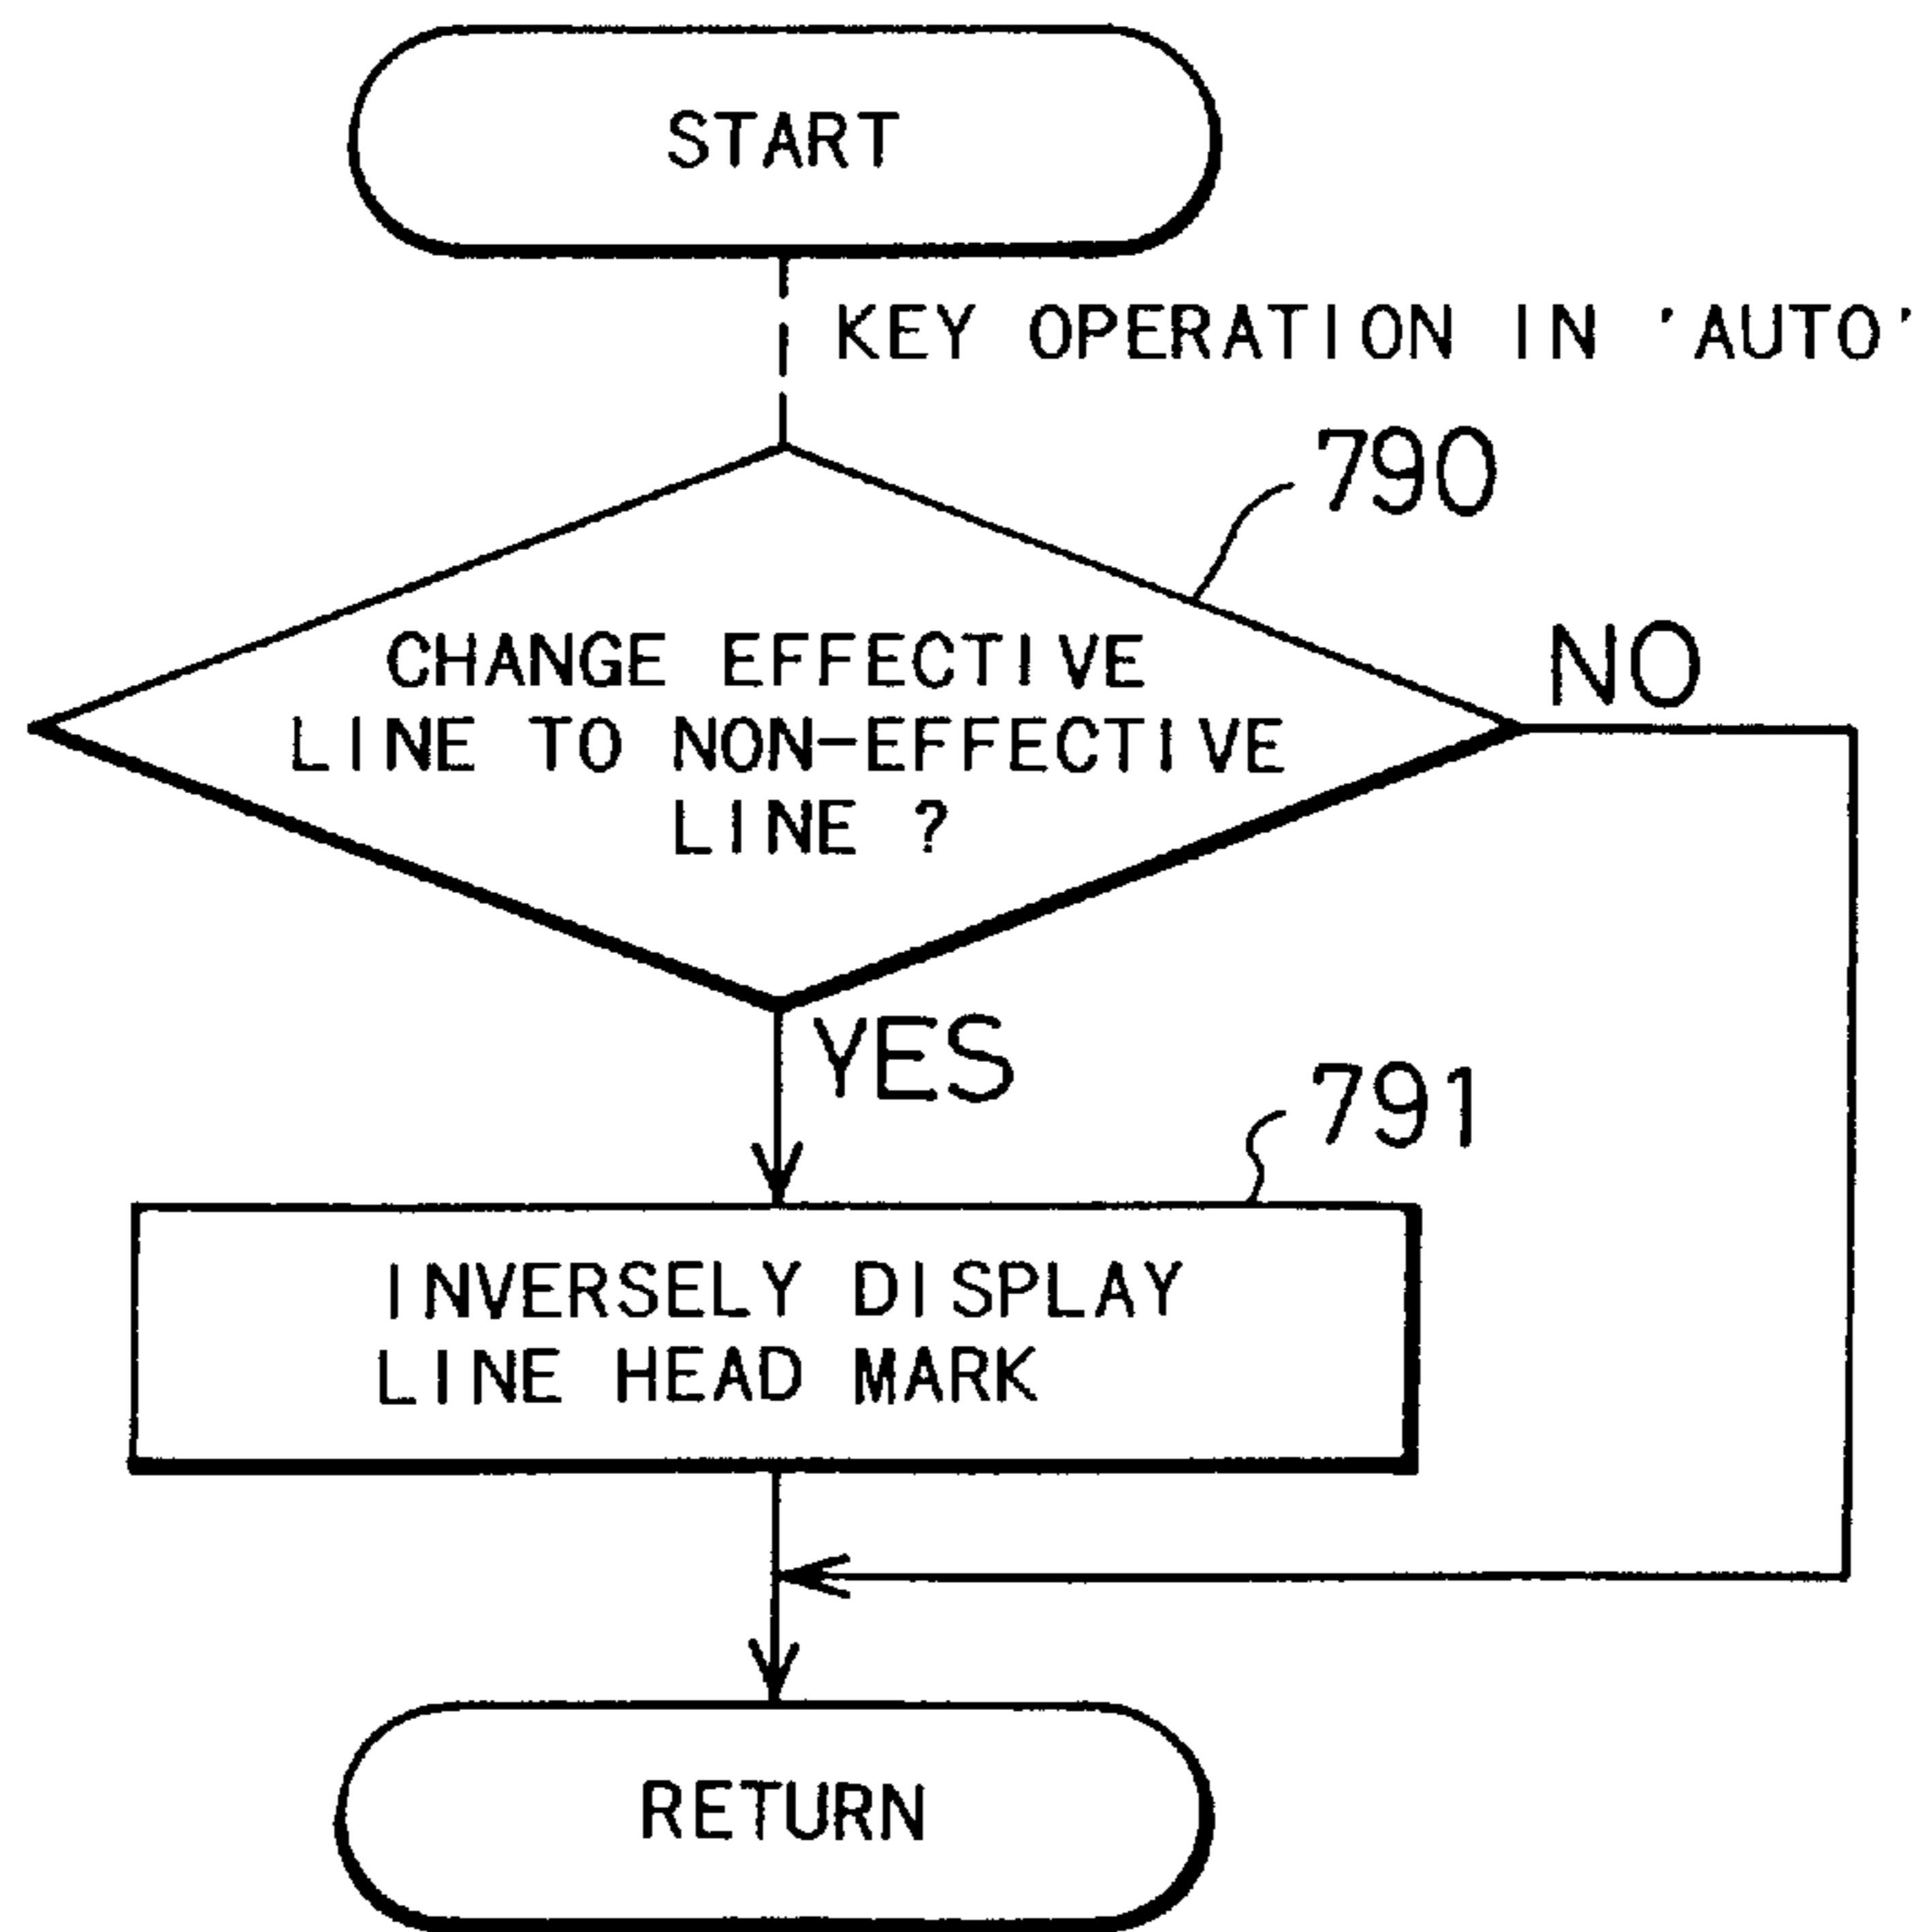 START
KEY OPERATION IN 'AUTO'
790
CHANGE EFFECTIVE
LINE TO NON-EFFECTIVE
LINE ?
NO
YES
791
INVERSELY DISPLAY
LINE HEAD MARK
RETURN